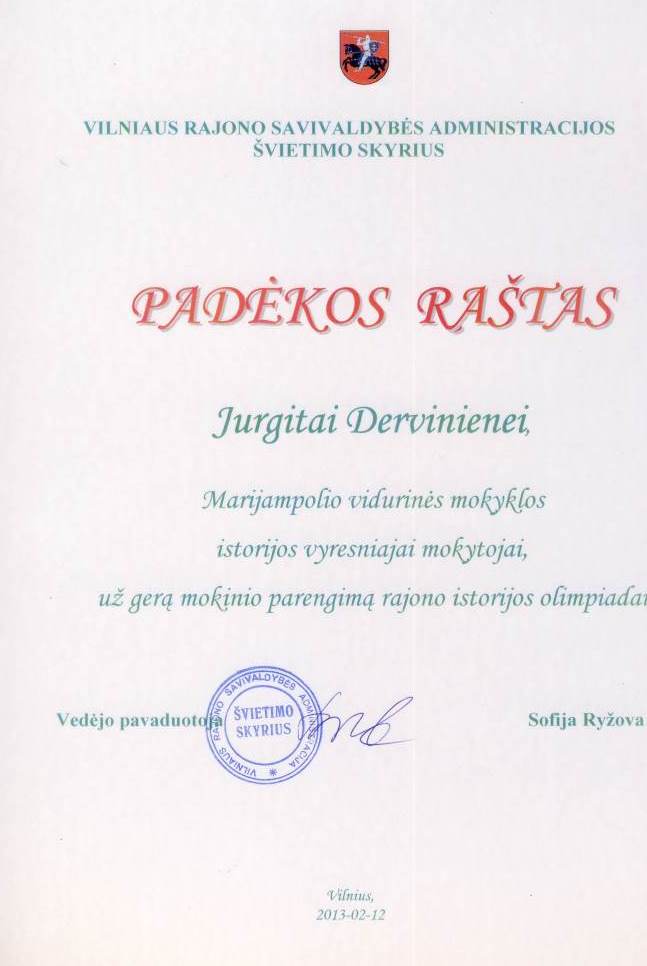 VILNIAUS RAJONO SAVIVALDYBĖS ADMINISTRACIJOS
ŠVIETIMO SKYRIUS
PADĖKOS RAŠTAS
Jurgitai Dervinienei,
Marijampolio vidurinės mokyklos
istorijos vyresniajai mokytojai,
už gerą mokinio parengimą rajono istorijos olimpiadai
Vedėjo pavaduotoja
VILNIAUS RAJONO SAVIVALDYBĖS ADMINISTRACIJA
ŠVIETIMO
SKYRIUS
Sofija Ryžova
Vilnius,
2013-02-12